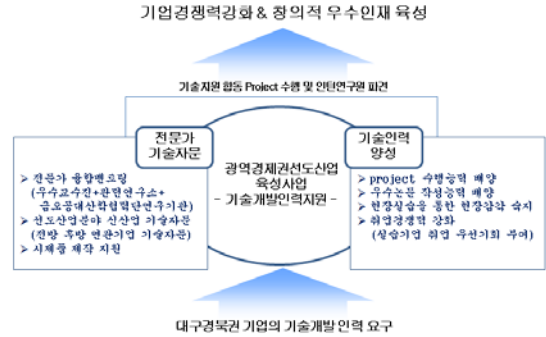 기업경쟁력강화 & 창의적 우수인재 육성
기술지원 합동 Project 수행 및 인턴연구원 파견
전문가
기술자문
➢ 전문가 융합멘토링
(우수교수진+관련연구소+
금오공대산학협력단연구기관)
➢ 선도산업분야 신산업 기술자문
(전방 후방 연관기업 기술자문)
➢ 시제품 제작 지원
광역경제권선도산업
육성사업
- 기술개발인력지원 -
기술인력
양성
➢ project 수행능력 배양
➢ 우수논문 작성능력 배양
➢ 현장실습을 통한 현장감각 숙지
➢ 취업경쟁력 강화
(실습기업 취업 우선기회 부여)
대구경북권 기업의 기술개발 인력 요구